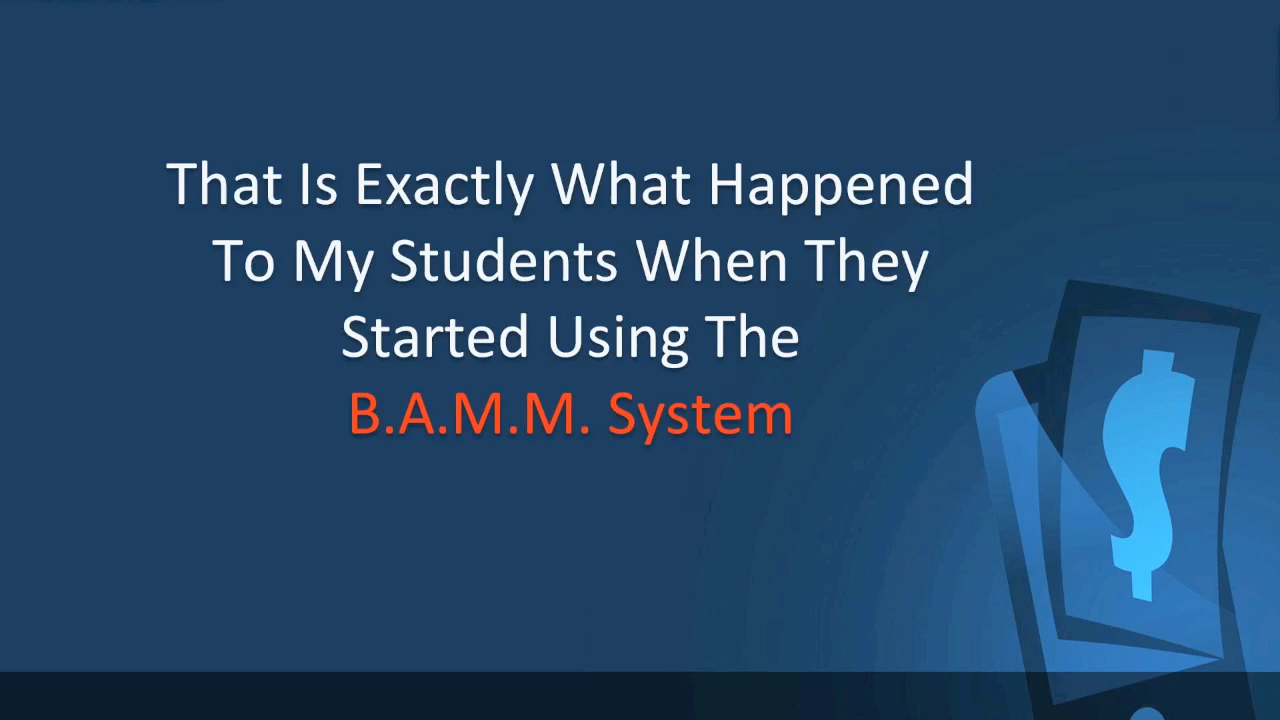 That Is Exactly What Happened
To My Students When They
Started Using The
B.A.M.M. System